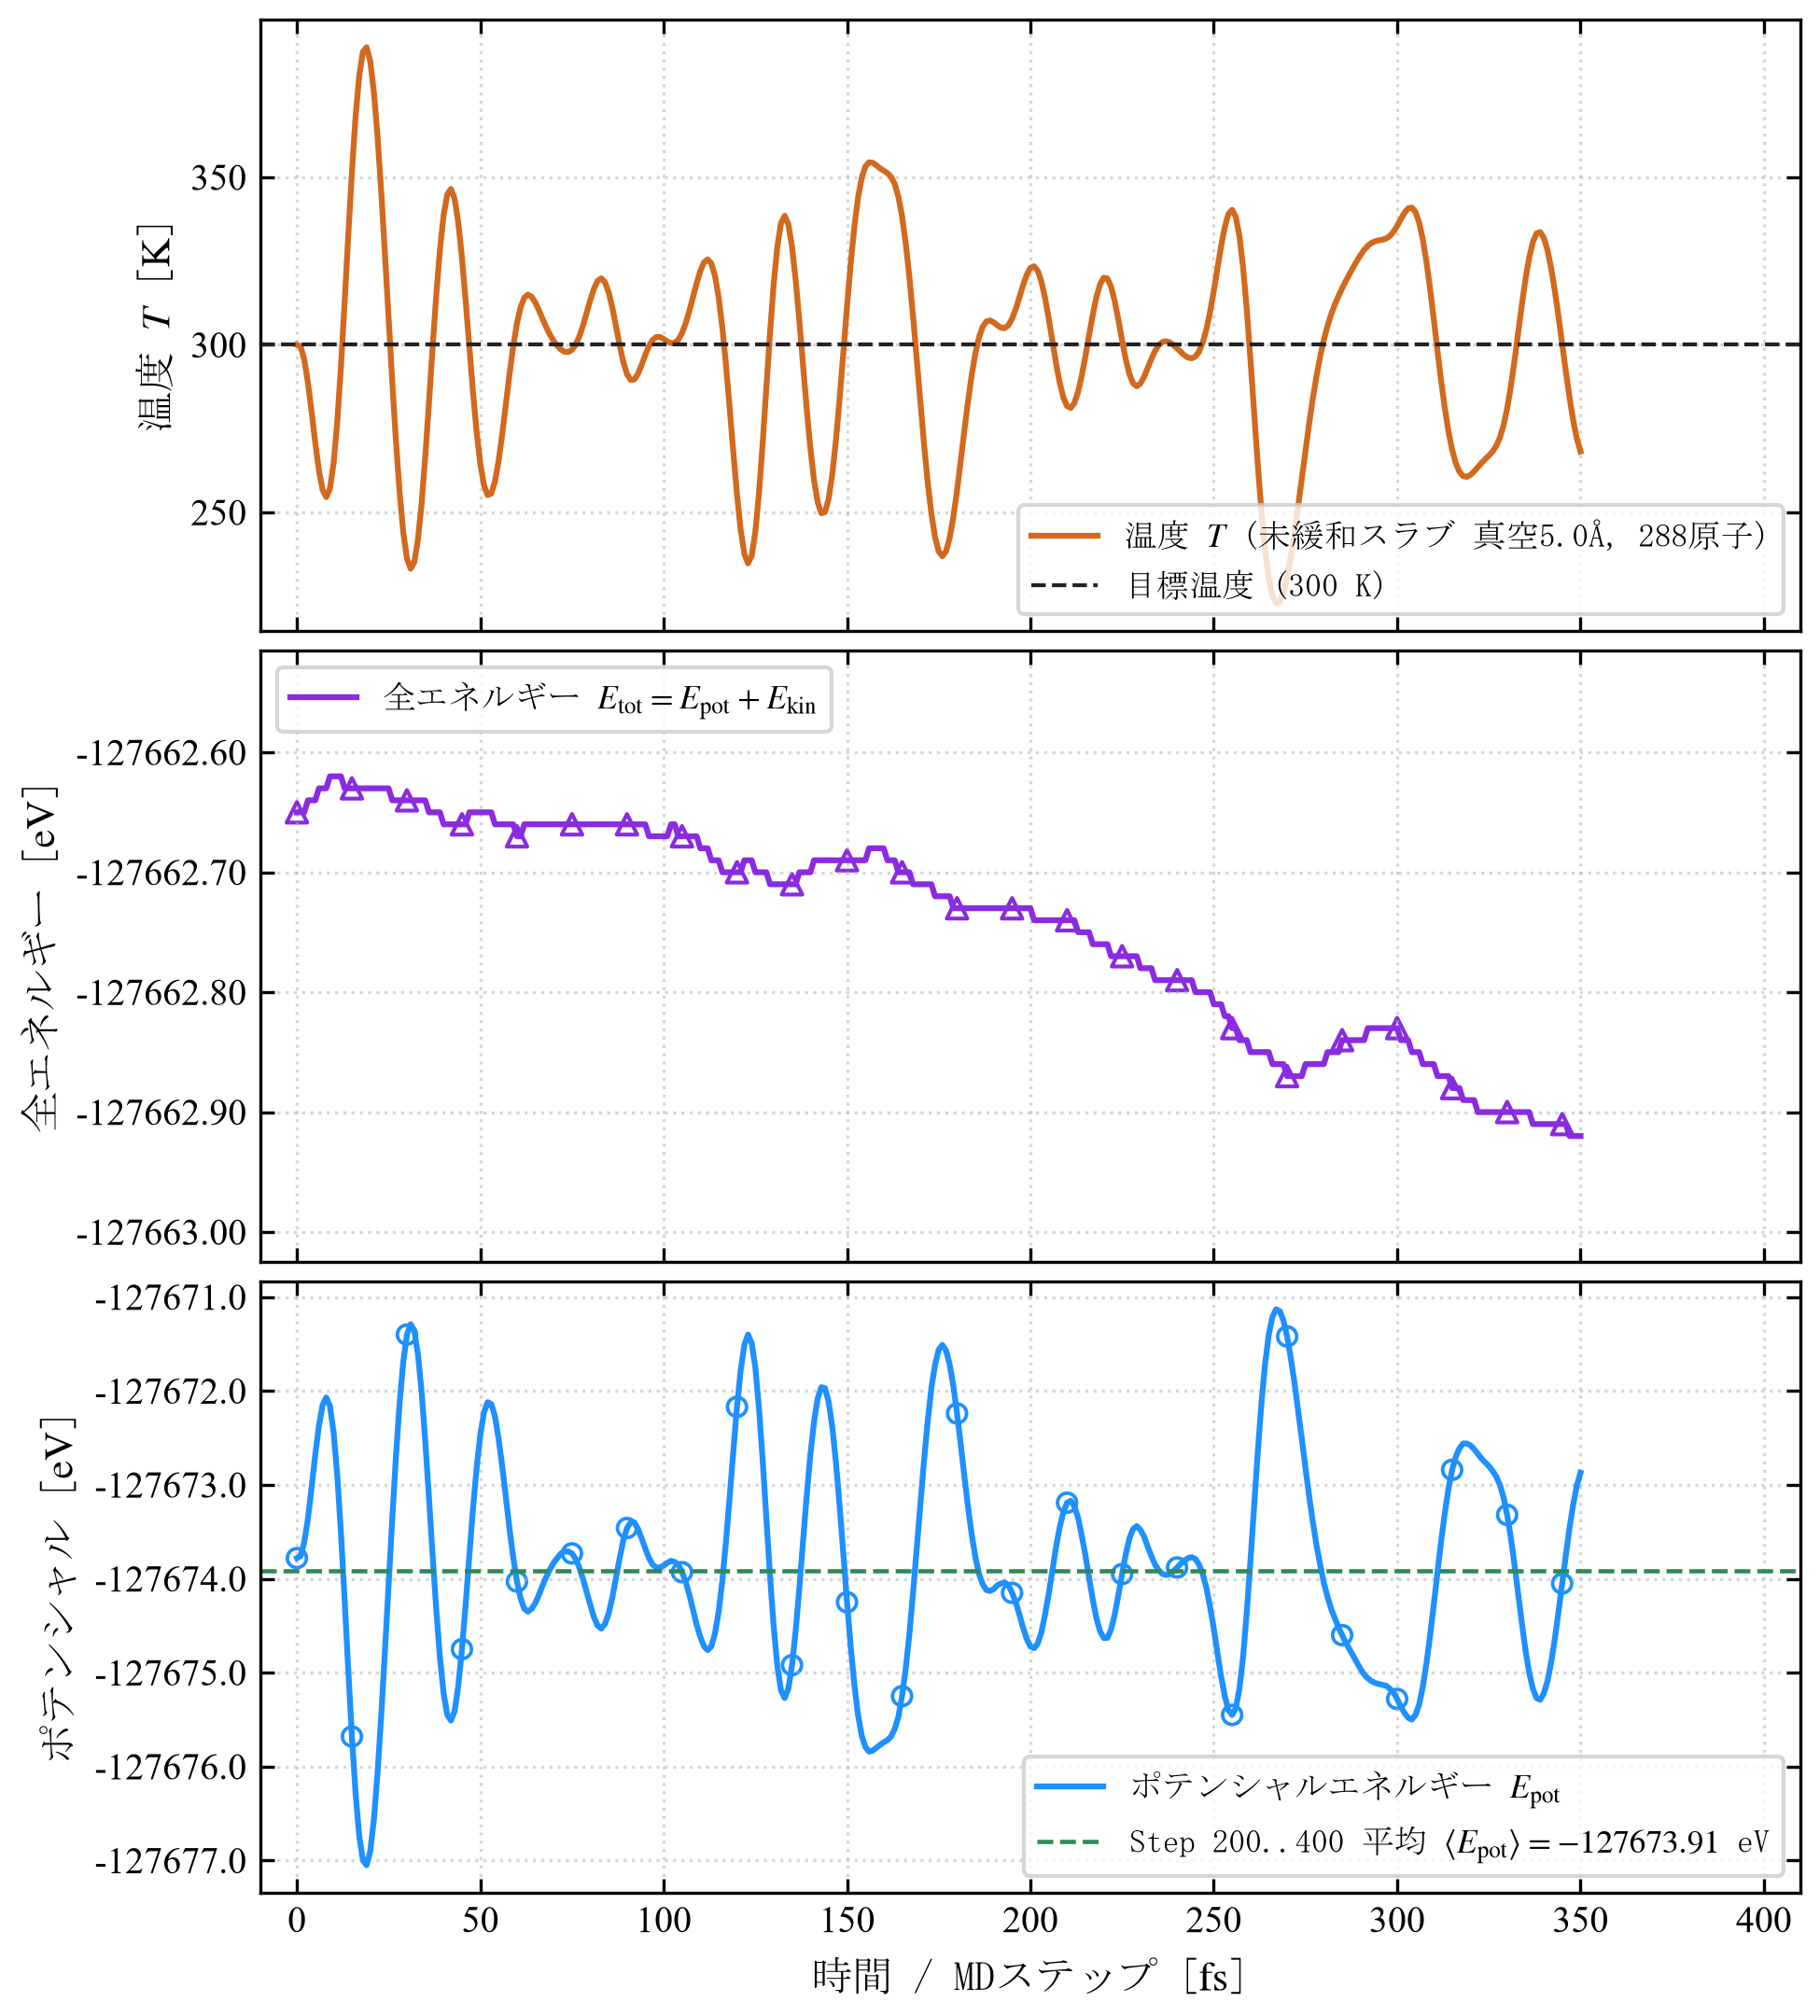 350
300
250
温度 T [K]
温度 T (未緩和スラブ 真空5.0Å, 288原子)
目標温度 (300 K)
全エネルギー E_tot = E_pot + E_kin
-127662.60
-127662.70
-127662.80
-127662.90
-127663.00
全エネルギー [eV]
-127671.0
-127672.0
-127673.0
-127674.0
-127675.0
-127676.0
-127677.0
ポテンシャル [eV]
ポテンシャルエネルギー E_pot
Step 200..400 平均 ⟨E_pot⟩ = −127673.91 eV
0 50 100 150 200 250 300 350 400
時間 / MDステップ [fs]